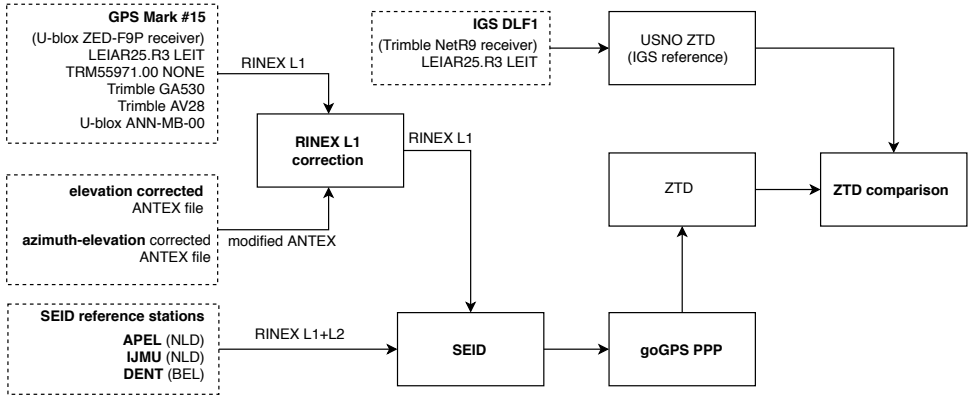 GPS Mark #15
(U-blox ZED-F9P receiver)
LEIAR25.R3 LEIT
TRM55971.00 NONE
Trimble GA530
Trimble AV28
U-blox ANN-MB-00
RINEX L1
IGS DLF1
(Trimble NetR9 receiver)
LEIAR25.R3 LEIT
USNO ZTD
(IGS reference)
RINEX L1
correction
RINEX L1
elevation corrected
ANTEX file
azimuth-elevation corrected
ANTEX file
modified ANTEX
ZTD
ZTD comparison
SEID reference stations
APEL (NLD)
IJMU (NLD)
DENT (BEL)
RINEX L1+L2
SEID
goGPS PPP